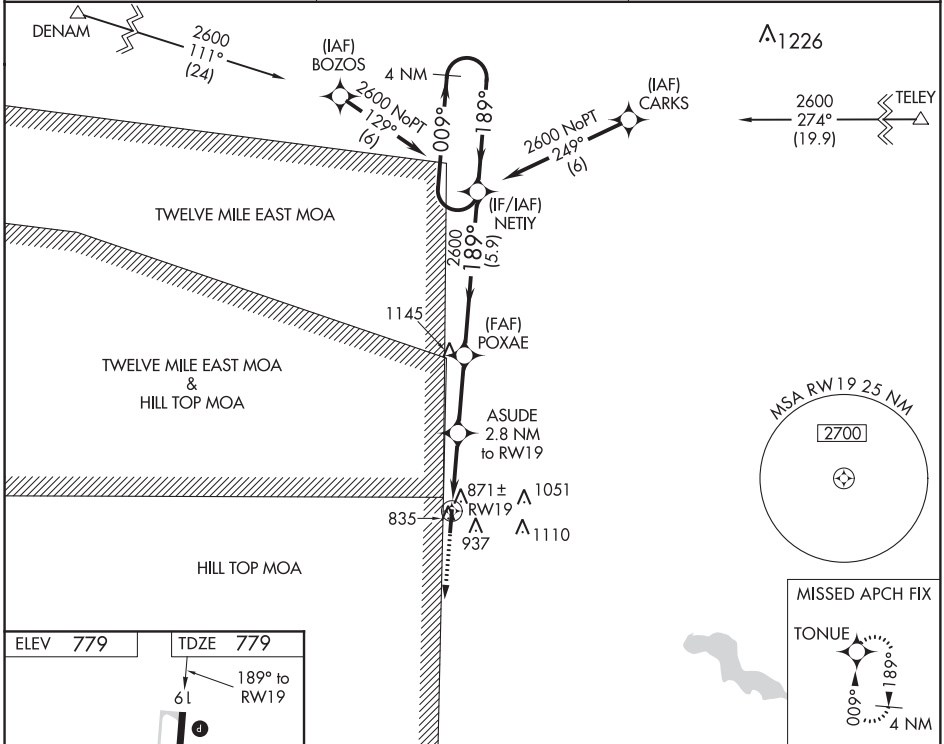 DENAM
2600
111°
(24)
(IAF)
BOZOS
2600 NoPT
129°
(6)
4 NM
009°
189°
(IAF)
CARKS
2600 NoPT
249°
(6)
1226
TELEY
2600
274°
(19.9)
(IF/IAF)
NETIY
2600
189°
(5.9)
TWELVE MILE EAST MOA
1145
(FAF)
POXAE
TWELVE MILE EAST MOA
&
HILL TOP MOA
ASUDE
2.8 NM
to RW19
MSA RW19 25 NM
2700
871±
RW19
1051
835
937
1110
HILL TOP MOA
MISSED APCH FIX
TONUE
009°
189°
4 NM
ELEV 779
TDZE 779
189° to
RW19
19
P